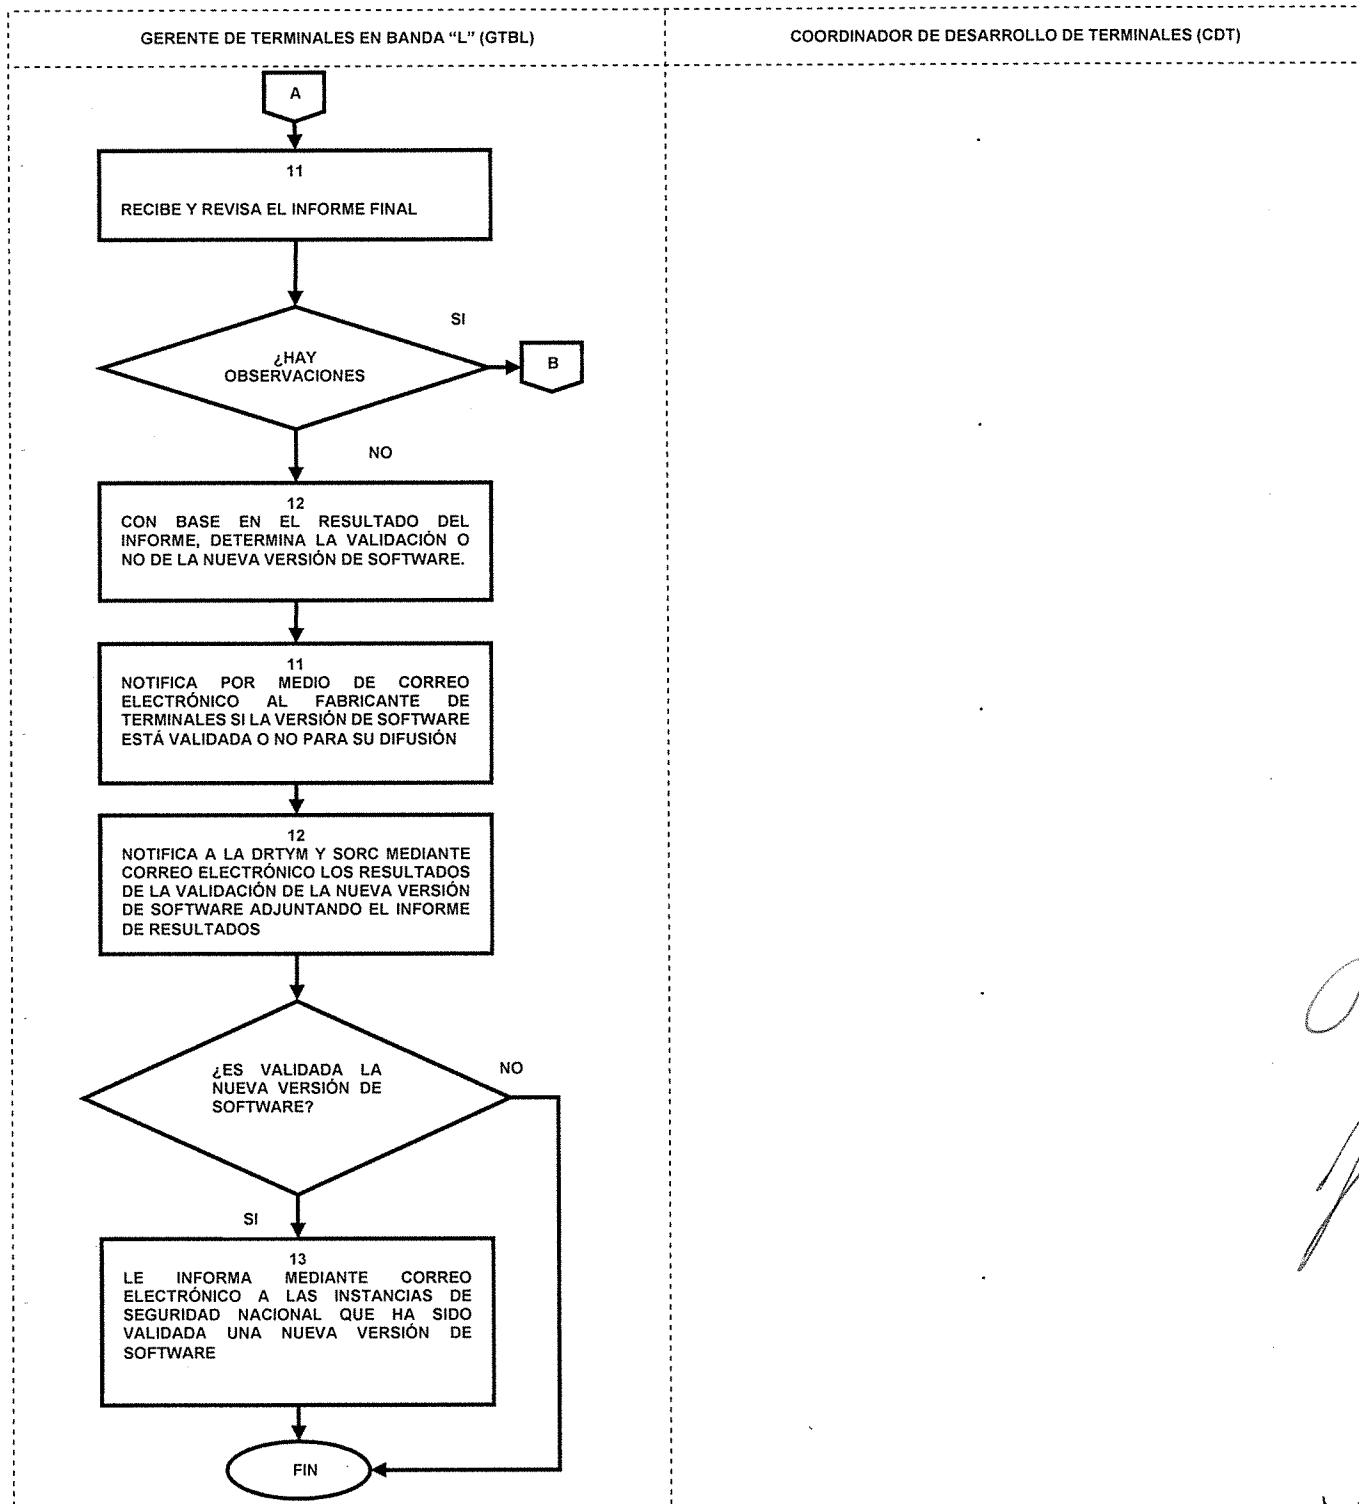 GERENTE DE TERMINALES EN BANDA “L” (GTBL)
COORDINADOR DE DESARROLLO DE TERMINALES (CDT)
A
11
RECIBE Y REVISA EL INFORME FINAL
SI
¿HAY
OBSERVACIONES
B
NO
12
CON BASE EN EL RESULTADO DEL
INFORME, DETERMINA LA VALIDACIÓN O
NO DE LA NUEVA VERSIÓN DE SOFTWARE.
11
NOTIFICA POR MEDIO DE CORREO
ELECTRÓNICO AL FABRICANTE DE
TERMINALES SI LA VERSIÓN DE SOFTWARE
ESTÁ VALIDADA O NO PARA SU DIFUSIÓN
12
NOTIFICA A LA DRTYM Y SORC MEDIANTE
CORREO ELECTRÓNICO LOS RESULTADOS
DE LA VALIDACIÓN DE LA NUEVA VERSIÓN
DE SOFTWARE ADJUNTANDO EL INFORME
DE RESULTADOS
¿ES VALIDADA LA
NUEVA VERSIÓN DE
SOFTWARE?
NO
SI
13
LE INFORMA MEDIANTE CORREO
ELECTRÓNICO A LAS INSTANCIAS DE
SEGURIDAD NACIONAL QUE HA SIDO
VALIDADA UNA NUEVA VERSIÓN DE
SOFTWARE
FIN